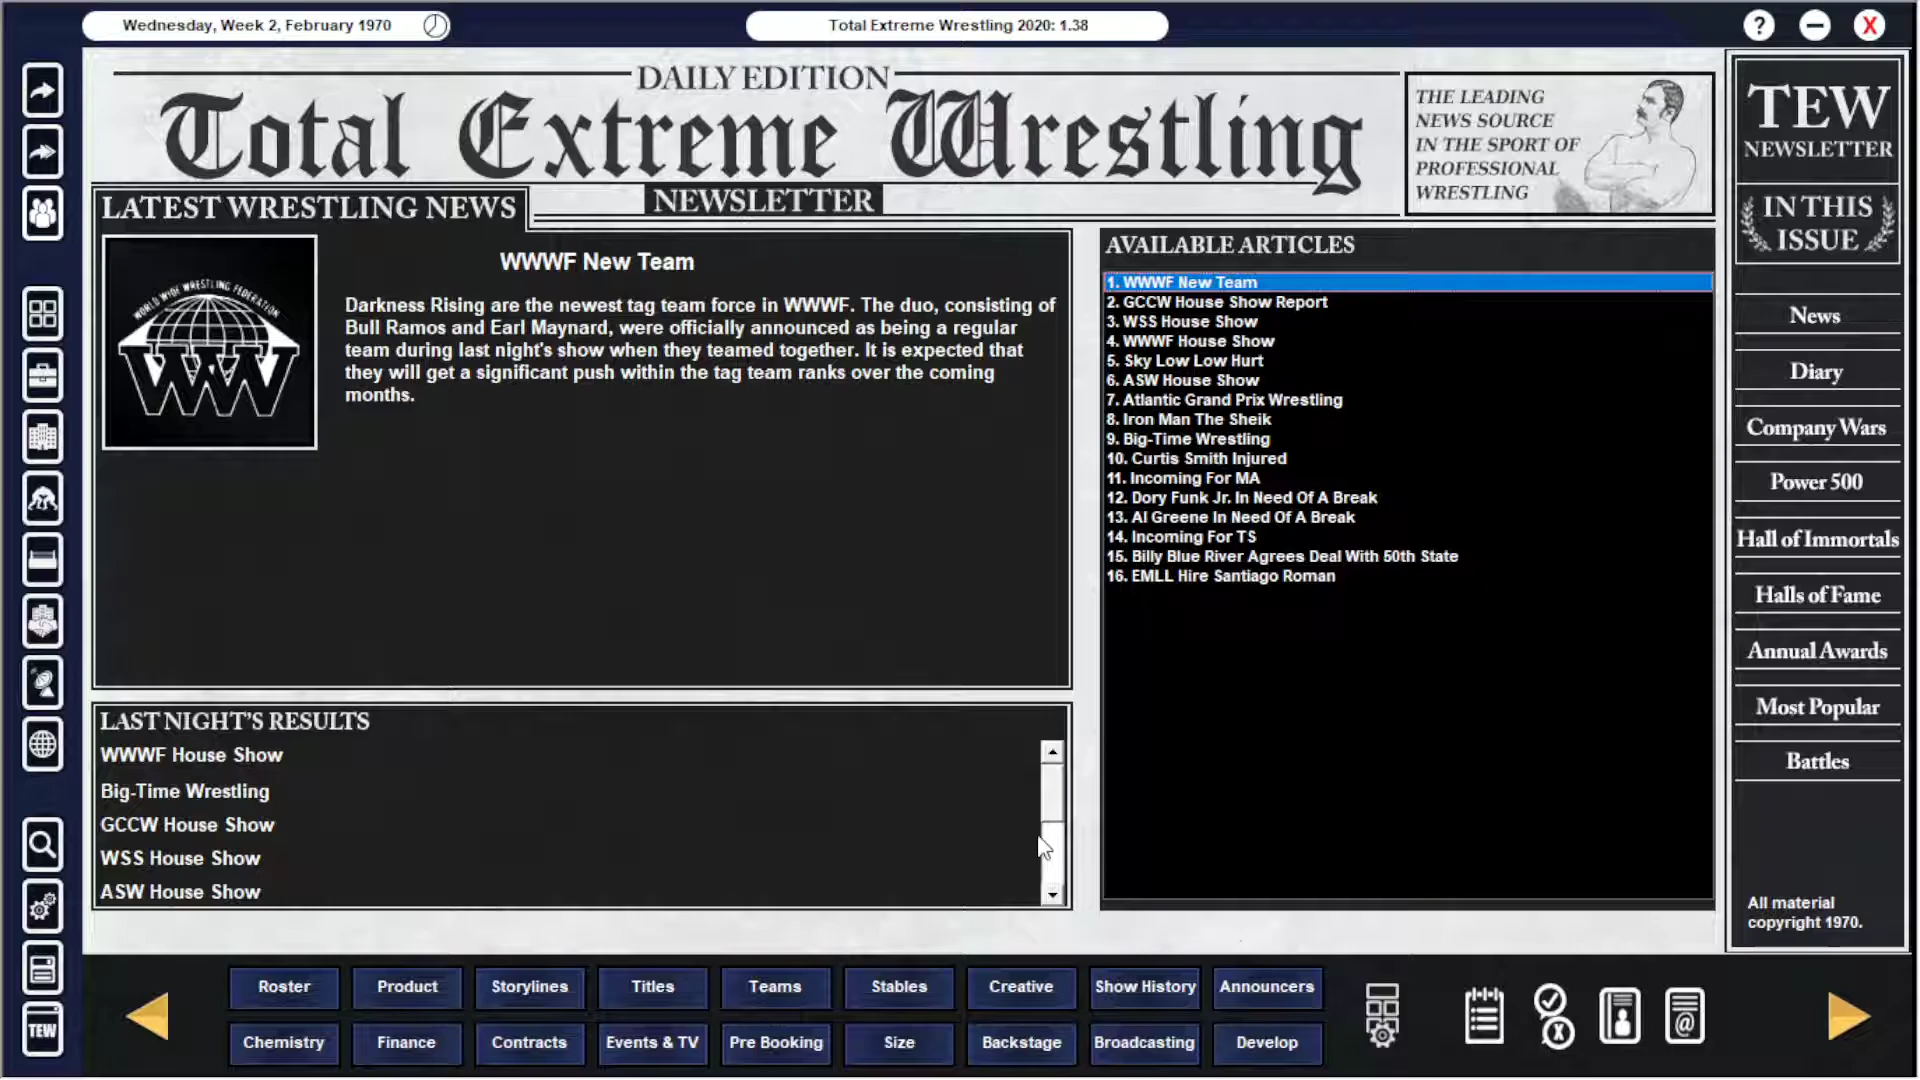 Wednesday, Week 2, February 1970
Total Extreme Wrestling 2020: 1.38
?
X
DAILY EDITION
Total Extreme Wrestling
NEWSLETTER
THE LEADING
NEWS SOURCE
IN THE SPORT OF
PROFESSIONAL
WRESTLING
TEW
NEWSLETTER
IN THIS
ISSUE
News
Diary
Company Wars
Power 500
Hall of Immortals
Halls of Fame
Annual Awards
Most Popular
Battles
All material
copyright 1970.
LATEST WRESTLING NEWS
WORLD WIDE WRESTLING FEDERATION
WWWF New Team
Darkness Rising are the newest tag team force in WWWF. The duo, consisting of
Bull Ramos and Earl Maynard, were officially announced as being a regular
team during last night's show when they teamed together. It is expected that
they will get a significant push within the tag team ranks over the coming
months.
AVAILABLE ARTICLES
1. WWWF New Team
2. GCCW House Show Report
3. WSS House Show
4. WWWF House Show
5. Sky Low Low Hurt
6. ASW House Show
7. Atlantic Grand Prix Wrestling
8. Iron Man The Sheik
9. Big-Time Wrestling
10. Curtis Smith Injured
11. Incoming For MA
12. Dory Funk Jr. In Need Of A Break
13. Al Greene In Need Of A Break
14. Incoming For TS
15. Billy Blue River Agrees Deal With 50th State
16. EMLL Hire Santiago Roman
LAST NIGHT'S RESULTS
WWWF House Show
Big-Time Wrestling
GCCW House Show
WSS House Show
ASW House Show
TEW
Roster
Product
Storylines
Titles
Teams
Stables
Creative
Show History
Announcers
Chemistry
Finance
Contracts
Events & TV
Pre Booking
Size
Backstage
Broadcasting
Develop